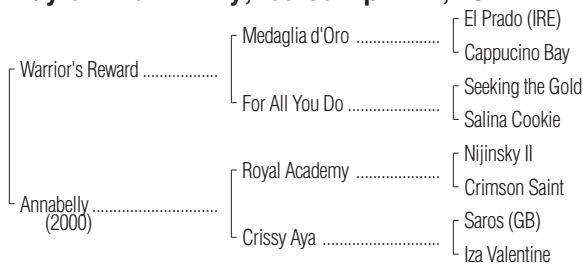 El Prado (IRE)
Medaglia d'Oro ......................
Cappucino Bay
Warrior's Reward ..................
Seeking the Gold
For All You Do ........................
Salina Cookie
Nijinsky II
Royal Academy .....................
Crimson Saint
Annabelly ..............................
(2000)
Saros (GB)
Crissy Aya .............................
Iza Valentine